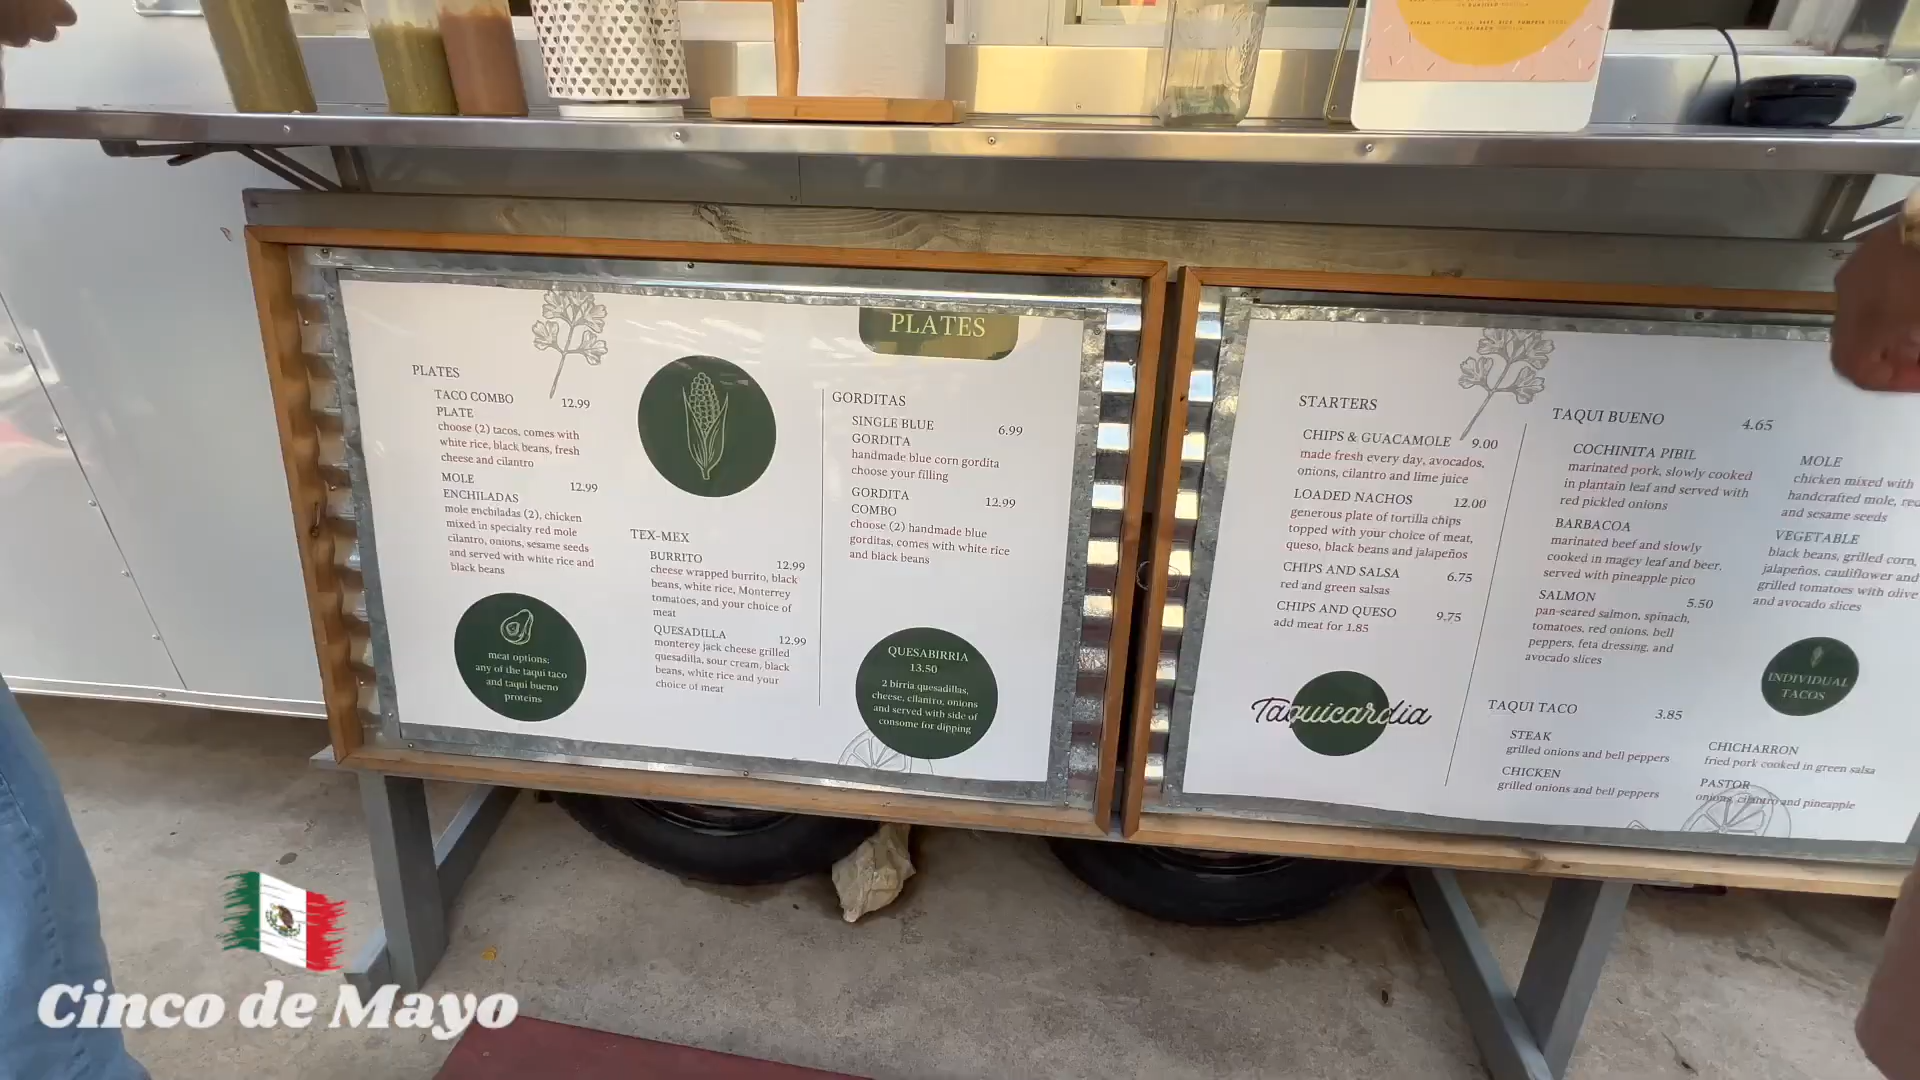 PLATES
PLATES
TACO COMBO 12.99
PLATE
choose (2) tacos, comes with
white rice, black beans, fresh
cheese and cilantro
MOLE 12.99
ENCHILADAS
mole enchiladas (2), chicken
mixed in specialty red mole
cilantro, onions, sesame seeds
and served with white rice and
black beans
meat options:
any of the taqui taco
and taqui bueno
proteins
TEX-MEX
BURRITO 12.99
cheese wrapped burrito, black
beans, white rice, Monterrey
tomatoes, and your choice of
meat
QUESADILLA 12.99
monterey jack cheese grilled
quesadilla, sour cream, black
beans, white rice and your
choice of meat
GORDITAS
SINGLE BLUE 6.99
GORDITA
handmade blue corn gordita
choose your filling
GORDITA 12.99
COMBO
choose (2) handmade blue
gorditas, comes with white rice
and black beans
QUESABIRRIA
13.50
2 birria quesadillas,
cheese, cilantro, onions
and served with side of
consome for dipping
STARTERS
CHIPS & GUACAMOLE 9.00
made fresh every day, avocados,
onions, cilantro and lime juice
LOADED NACHOS 12.00
generous plate of tortilla chips
topped with your choice of meat,
queso, black beans and jalapeños
CHIPS AND SALSA 6.75
red and green salsas
CHIPS AND QUESO 9.75
add meat for 1.85
Taquicardia
TAQUI BUENO 4.65
COCHINITA PIBIL
marinated pork, slowly cooked
in plantain leaf and served with
red pickled onions
BARBACOA
marinated beef and slowly
cooked in magey leaf and beer,
served with pineapple pico
SALMON 5.50
pan-seared salmon, spinach,
tomatoes, red onions, bell
peppers, feta dressing, and
avocado slices
MOLE
chicken mixed with
handcrafted mole, red
and sesame seeds
VEGETABLE
black beans, grilled corn,
jalapeños, cauliflower and
grilled tomatoes with olive
and avocado slices
INDIVIDUAL
TACOS
TAQUI TACO 3.85
STEAK
grilled onions and bell peppers
CHICKEN
grilled onions and bell peppers
CHICHARRON
fried pork cooked in green salsa
PASTOR
onions, cilantro and pineapple
Cinco de Mayo